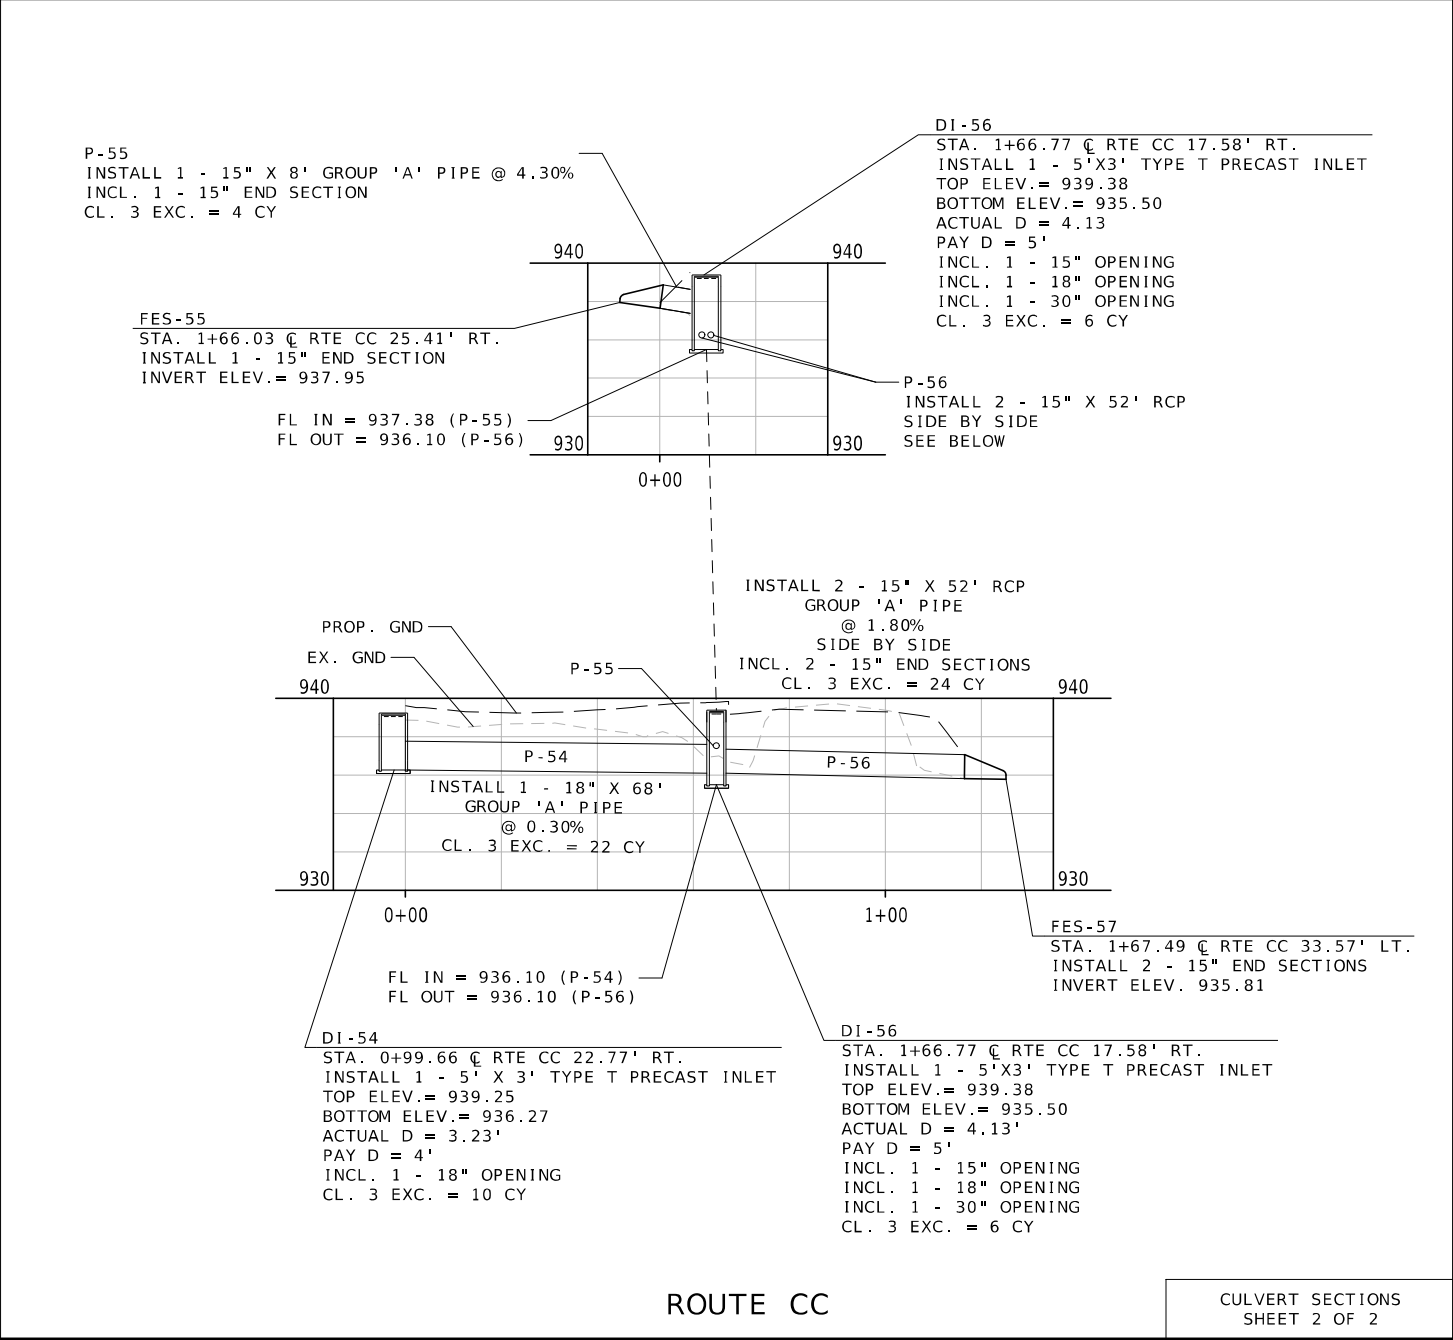 P-55
INSTALL 1 - 15" X 8' GROUP 'A' PIPE @ 4.30%
INCL. 1 - 15" END SECTION
CL. 3 EXC. = 4 CY
DI-56
STA. 1+66.77 ℄ RTE CC 17.58' RT.
INSTALL 1 - 5'X3' TYPE T PRECAST INLET
TOP ELEV.= 939.38
BOTTOM ELEV.= 935.50
ACTUAL D = 4.13
PAY D = 5'
INCL. 1 - 15" OPENING
INCL. 1 - 18" OPENING
INCL. 1 - 30" OPENING
CL. 3 EXC. = 6 CY
940
940
FES-55
STA. 1+66.03 ℄ RTE CC 25.41' RT.
INSTALL 1 - 15" END SECTION
INVERT ELEV.= 937.95
FL IN = 937.38 (P-55)
FL OUT = 936.10 (P-56)
P-56
INSTALL 2 - 15" X 52' RCP
SIDE BY SIDE
SEE BELOW
930
930
0+00
INSTALL 2 - 15" X 52' RCP
GROUP 'A' PIPE
@ 1.80%
SIDE BY SIDE
INCL. 2 - 15" END SECTIONS
CL. 3 EXC. = 24 CY
PROP. GND
EX. GND
P-55
940
940
P-54
P-56
INSTALL 1 - 18" X 68'
GROUP 'A' PIPE
@ 0.30%
CL. 3 EXC. = 22 CY
930
930
0+00
1+00
FES-57
STA. 1+67.49 ℄ RTE CC 33.57' LT.
INSTALL 2 - 15" END SECTIONS
INVERT ELEV. 935.81
FL IN = 936.10 (P-54)
FL OUT = 936.10 (P-56)
DI-54
STA. 0+99.66 ℄ RTE CC 22.77' RT.
INSTALL 1 - 5' X 3' TYPE T PRECAST INLET
TOP ELEV.= 939.25
BOTTOM ELEV.= 936.27
ACTUAL D = 3.23'
PAY D = 4'
INCL. 1 - 18" OPENING
CL. 3 EXC. = 10 CY
DI-56
STA. 1+66.77 ℄ RTE CC 17.58' RT.
INSTALL 1 - 5'X3' TYPE T PRECAST INLET
TOP ELEV.= 939.38
BOTTOM ELEV.= 935.50
ACTUAL D = 4.13'
PAY D = 5'
INCL. 1 - 15" OPENING
INCL. 1 - 18" OPENING
INCL. 1 - 30" OPENING
CL. 3 EXC. = 6 CY
ROUTE CC
CULVERT SECTIONS
SHEET 2 OF 2